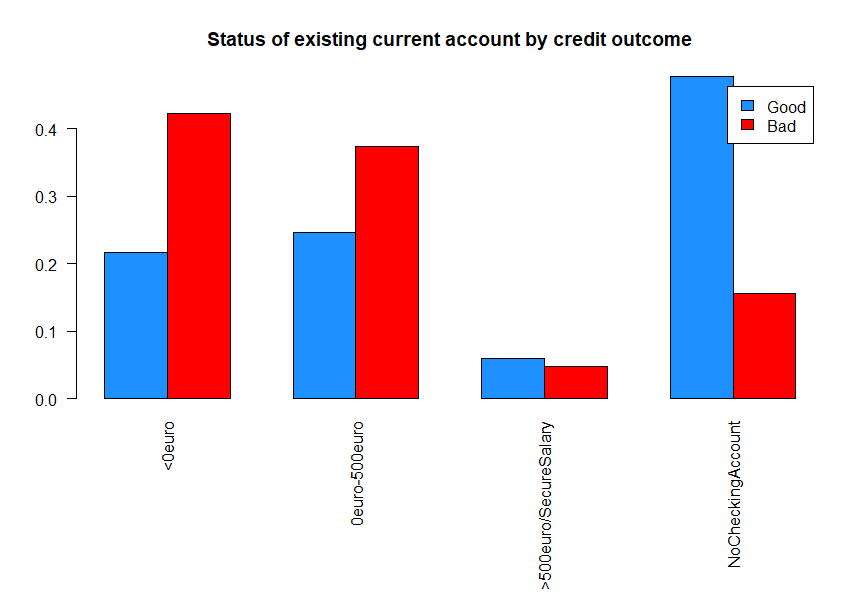 Status of existing current account by credit outcome
Good
Bad
0.4
0.3
0.2
0.1
0.0
<0euro
0euro-500euro
>500euro/SecureSalary
NoCheckingAccount